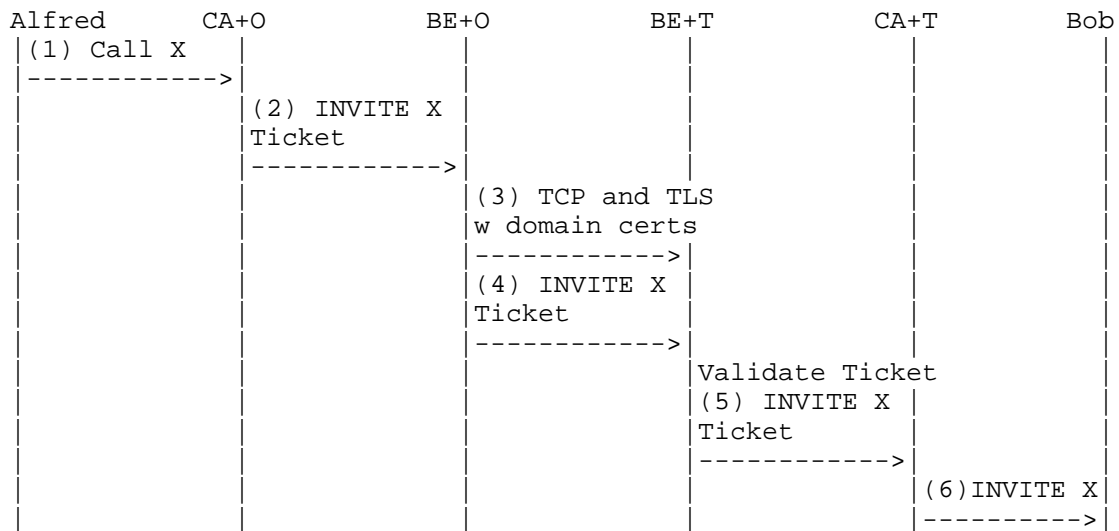 Alfred CA+O BE+O BE+T CA+T Bob
(1) Call X
(2) INVITE X
Ticket
(3) TCP and TLS
w domain certs
(4) INVITE X
Ticket
Validate Ticket
(5) INVITE X
Ticket
(6)INVITE X